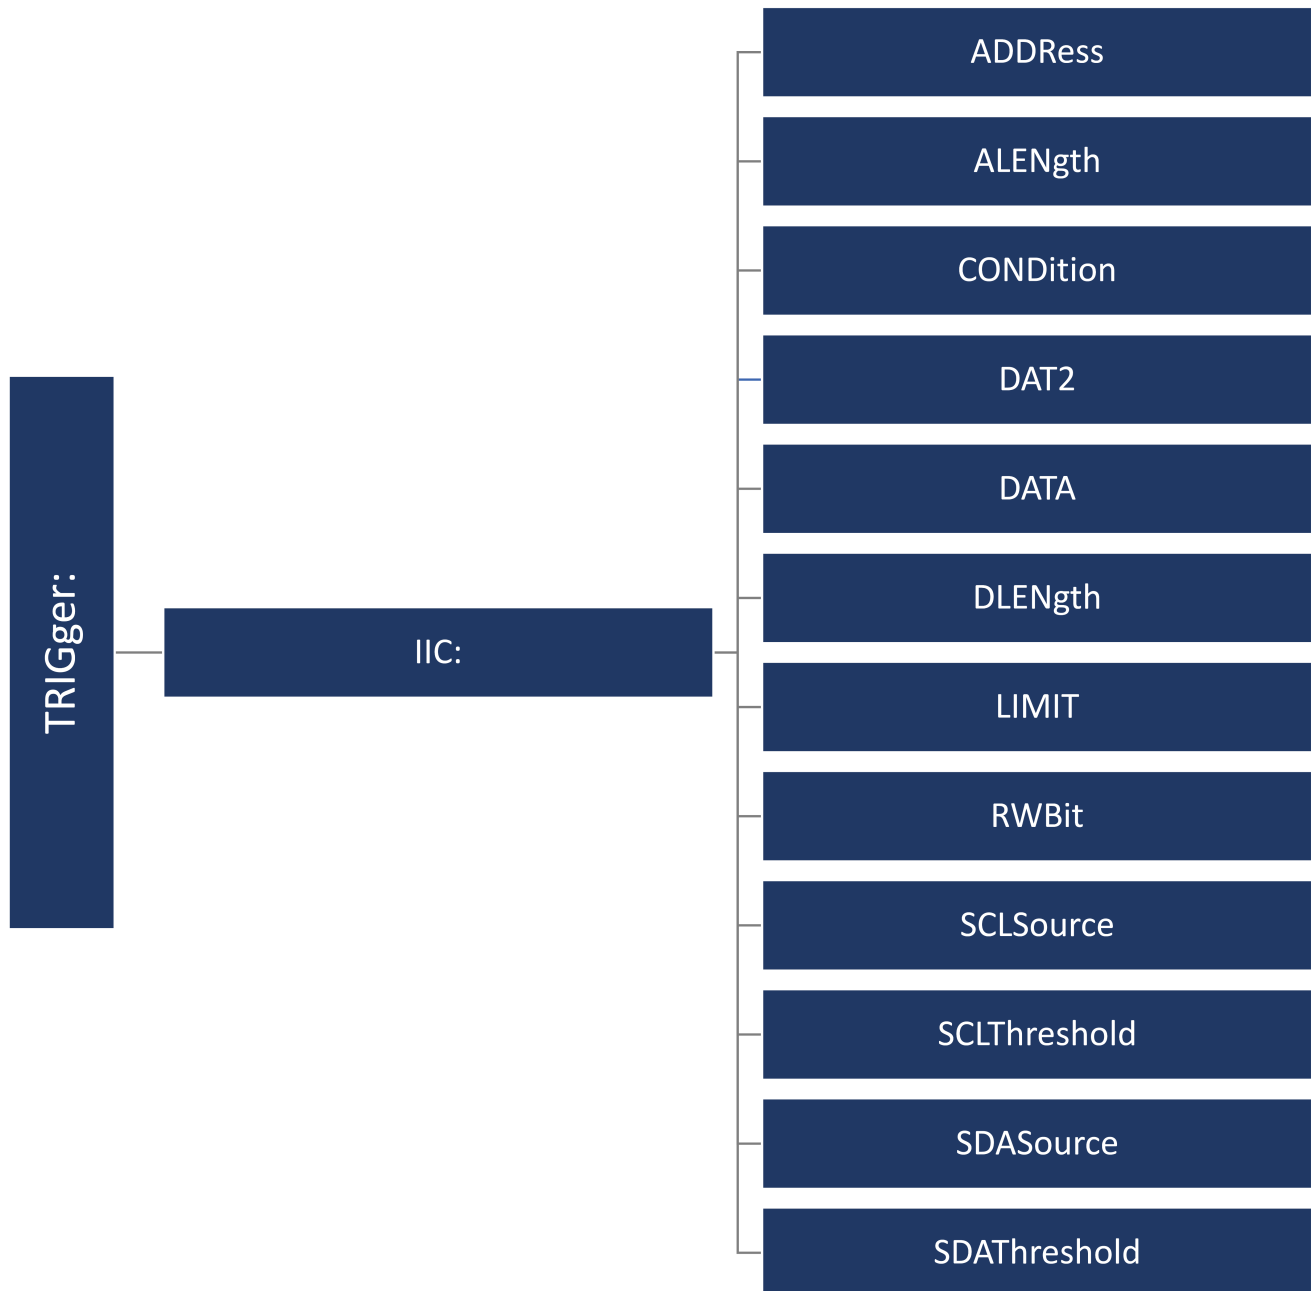 TRIGger:
IIC:
ADDRess
ALENgth
CONDition
DAT2
DATA
DLENgth
LIMIT
RWBit
SCLSource
SCLThreshold
SDASource
SDAThreshold